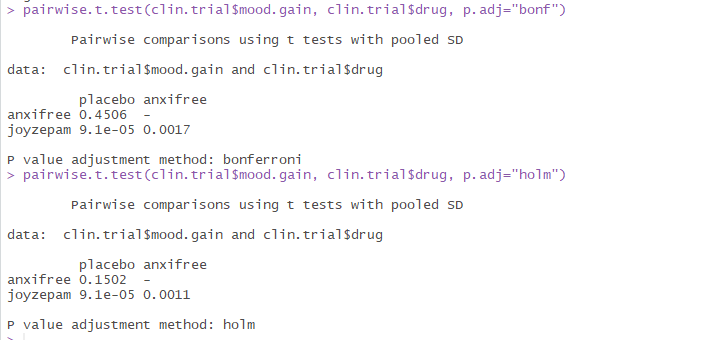 > pairwise.t.test(clin.trial$mood.gain, clin.trial$drug, p.adj="bonf")
        Pairwise comparisons using t tests with pooled SD
data:  clin.trial$mood.gain and clin.trial$drug
         placebo anxifree
anxifree 0.4506  -
joyzepam 9.1e-05 0.0017
P value adjustment method: bonferroni
> pairwise.t.test(clin.trial$mood.gain, clin.trial$drug, p.adj="holm")
        Pairwise comparisons using t tests with pooled SD
data:  clin.trial$mood.gain and clin.trial$drug
         placebo anxifree
anxifree 0.1502  -
joyzepam 9.1e-05 0.0011
P value adjustment method: holm
>